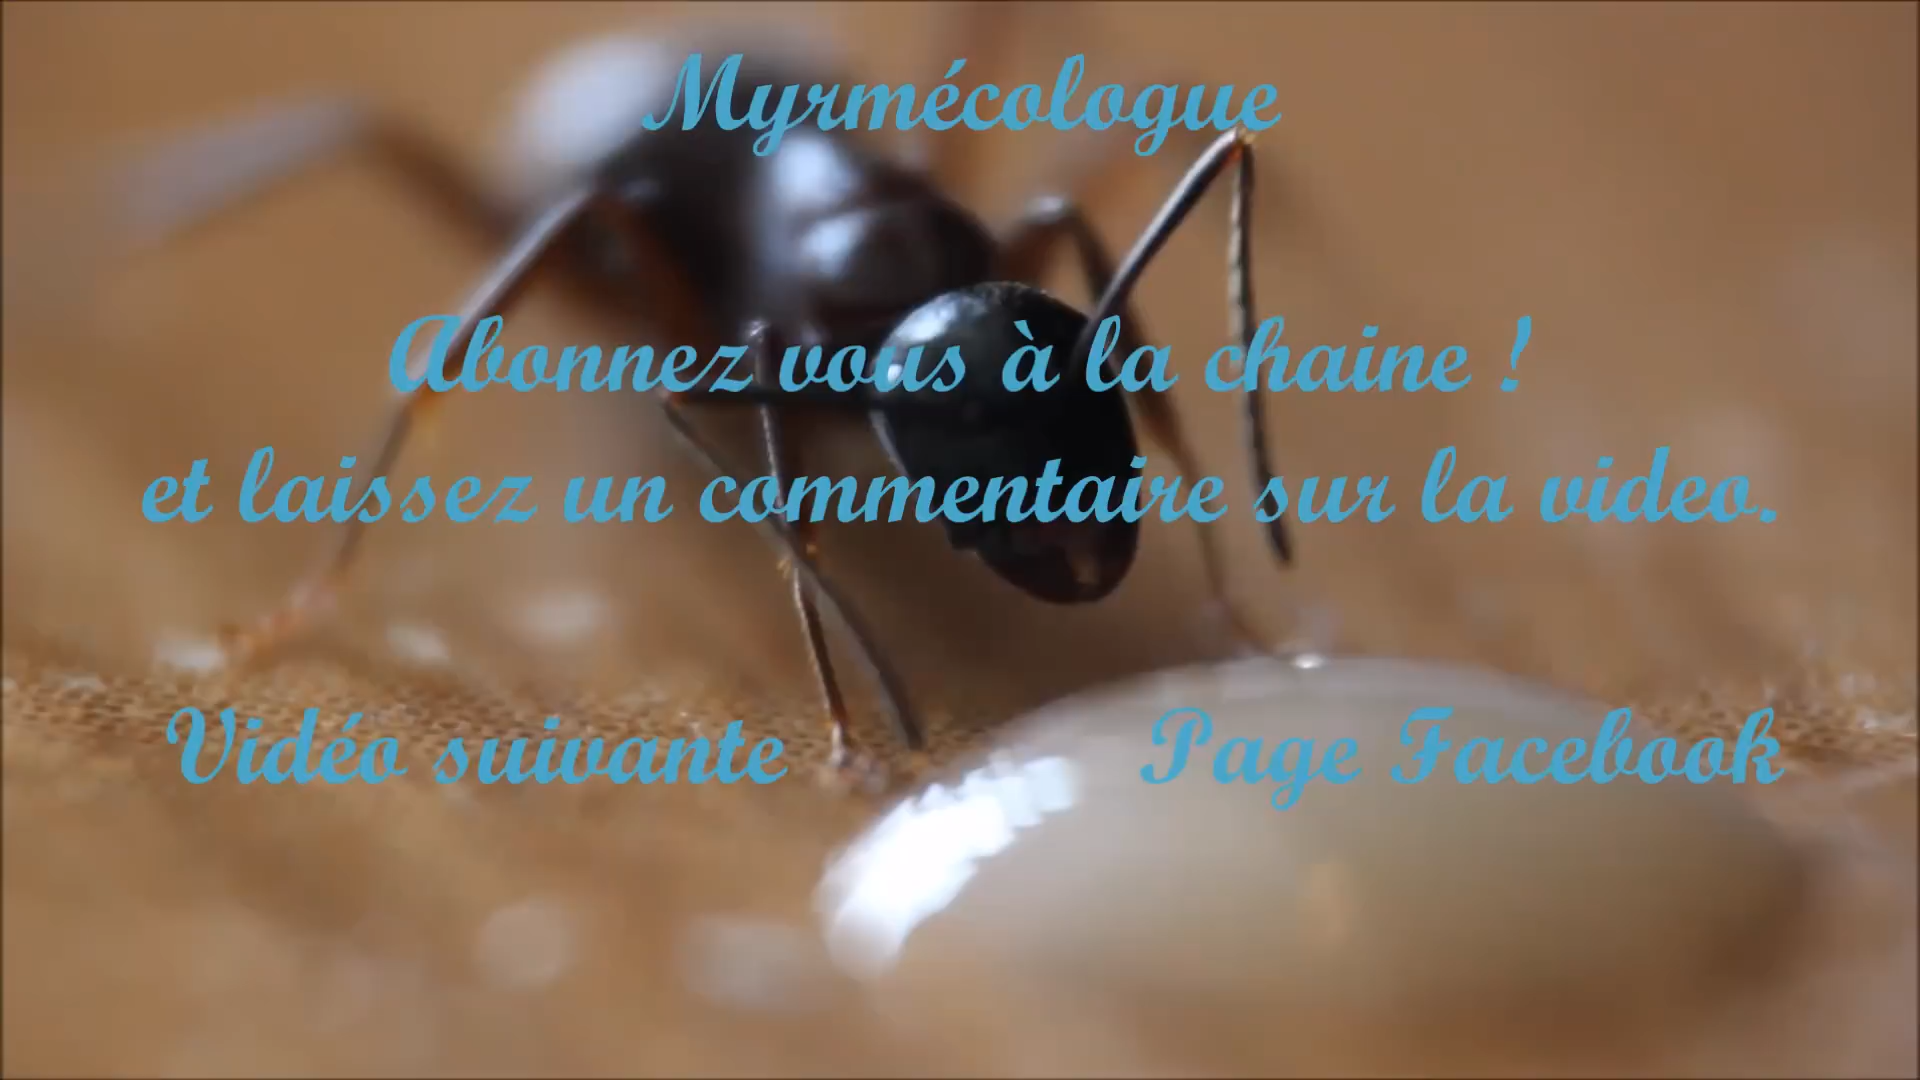 Myrmécologue
Abonnez vous à la chaine !
et laissez un commentaire sur la video.
Vidéo suivante
Page Facebook